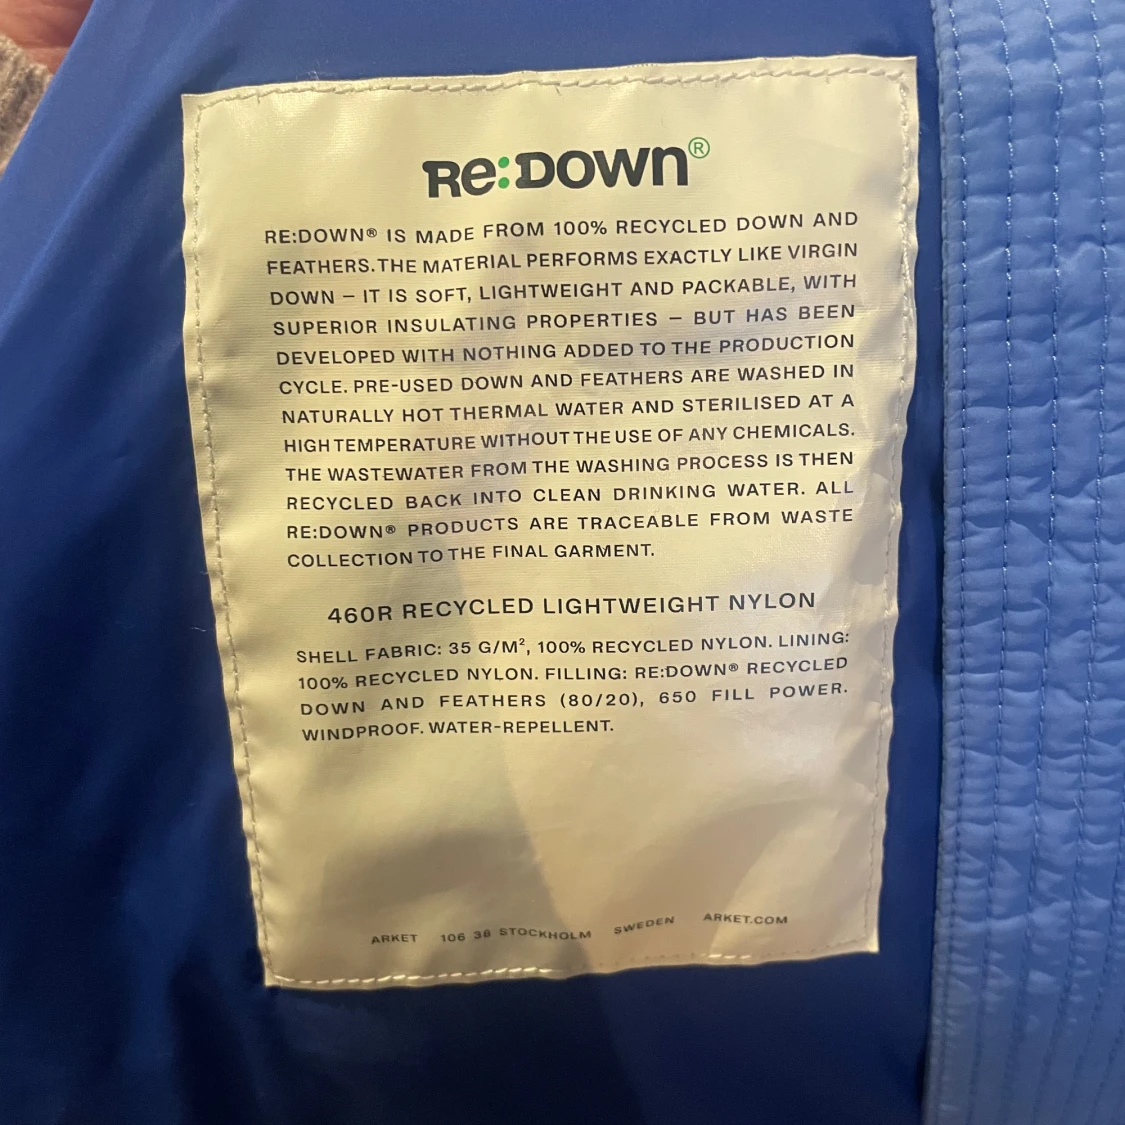 Re:DOWN®
RE:DOWN® IS MADE FROM 100% RECYCLED DOWN AND
FEATHERS. THE MATERIAL PERFORMS EXACTLY LIKE VIRGIN
DOWN – IT IS SOFT, LIGHTWEIGHT AND PACKABLE, WITH
SUPERIOR INSULATING PROPERTIES – BUT HAS BEEN
DEVELOPED WITH NOTHING ADDED TO THE PRODUCTION
CYCLE. PRE-USED DOWN AND FEATHERS ARE WASHED IN
NATURALLY HOT THERMAL WATER AND STERILISED AT A
HIGH TEMPERATURE WITHOUT THE USE OF ANY CHEMICALS.
THE WASTEWATER FROM THE WASHING PROCESS IS THEN
RECYCLED BACK INTO CLEAN DRINKING WATER. ALL
RE:DOWN® PRODUCTS ARE TRACEABLE FROM WASTE
COLLECTION TO THE FINAL GARMENT.
460R RECYCLED LIGHTWEIGHT NYLON
SHELL FABRIC: 35 G/M², 100% RECYCLED NYLON. LINING:
100% RECYCLED NYLON. FILLING: RE:DOWN® RECYCLED
DOWN AND FEATHERS (80/20), 650 FILL POWER.
WINDPROOF. WATER-REPELLENT.
ARKET 106 38 STOCKHOLM SWEDEN ARKET.COM